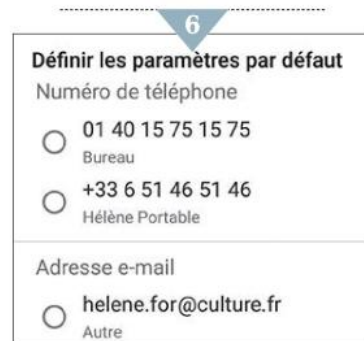 6
Définir les paramètres par défaut
Numéro de téléphone
01 40 15 75 15 75
Bureau
+33 6 51 46 51 46
Hélène Portable
Adresse e-mail
helene.for@culture.fr
Autre